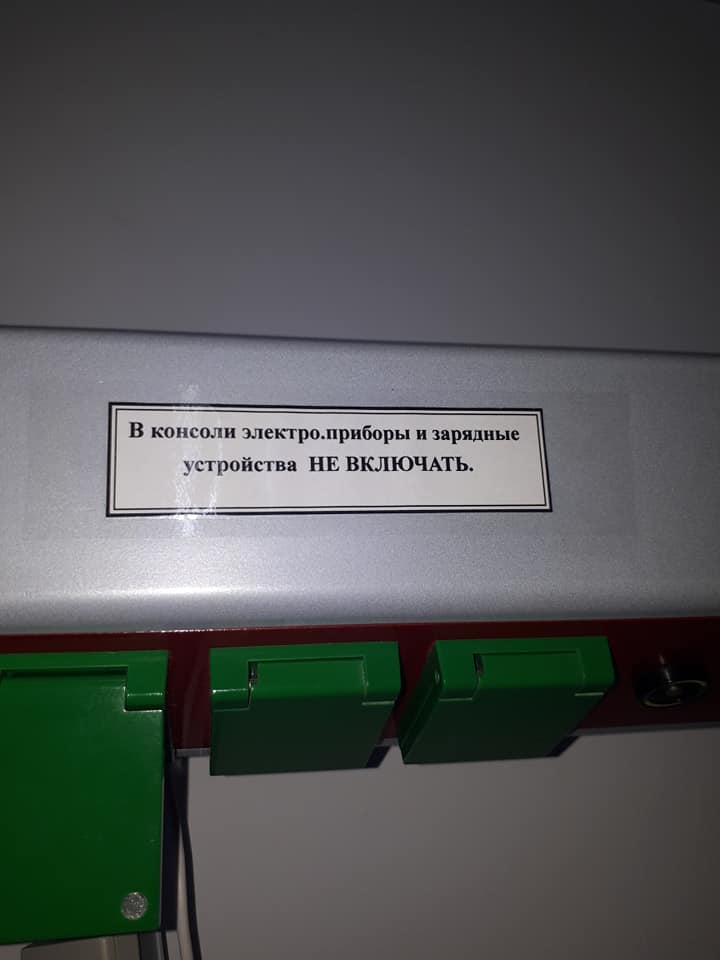 В консоли электро.приборы и зарядные
устройства НЕ ВКЛЮЧАТЬ.